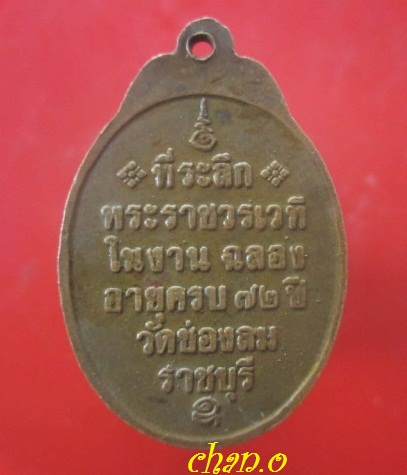 ที่ระลึก
พระราชวรเวที
ในงาน ฉลอง
อายุครบ ๗๒ ปี
วัดช่องลม
ราชบุรี
chan.o